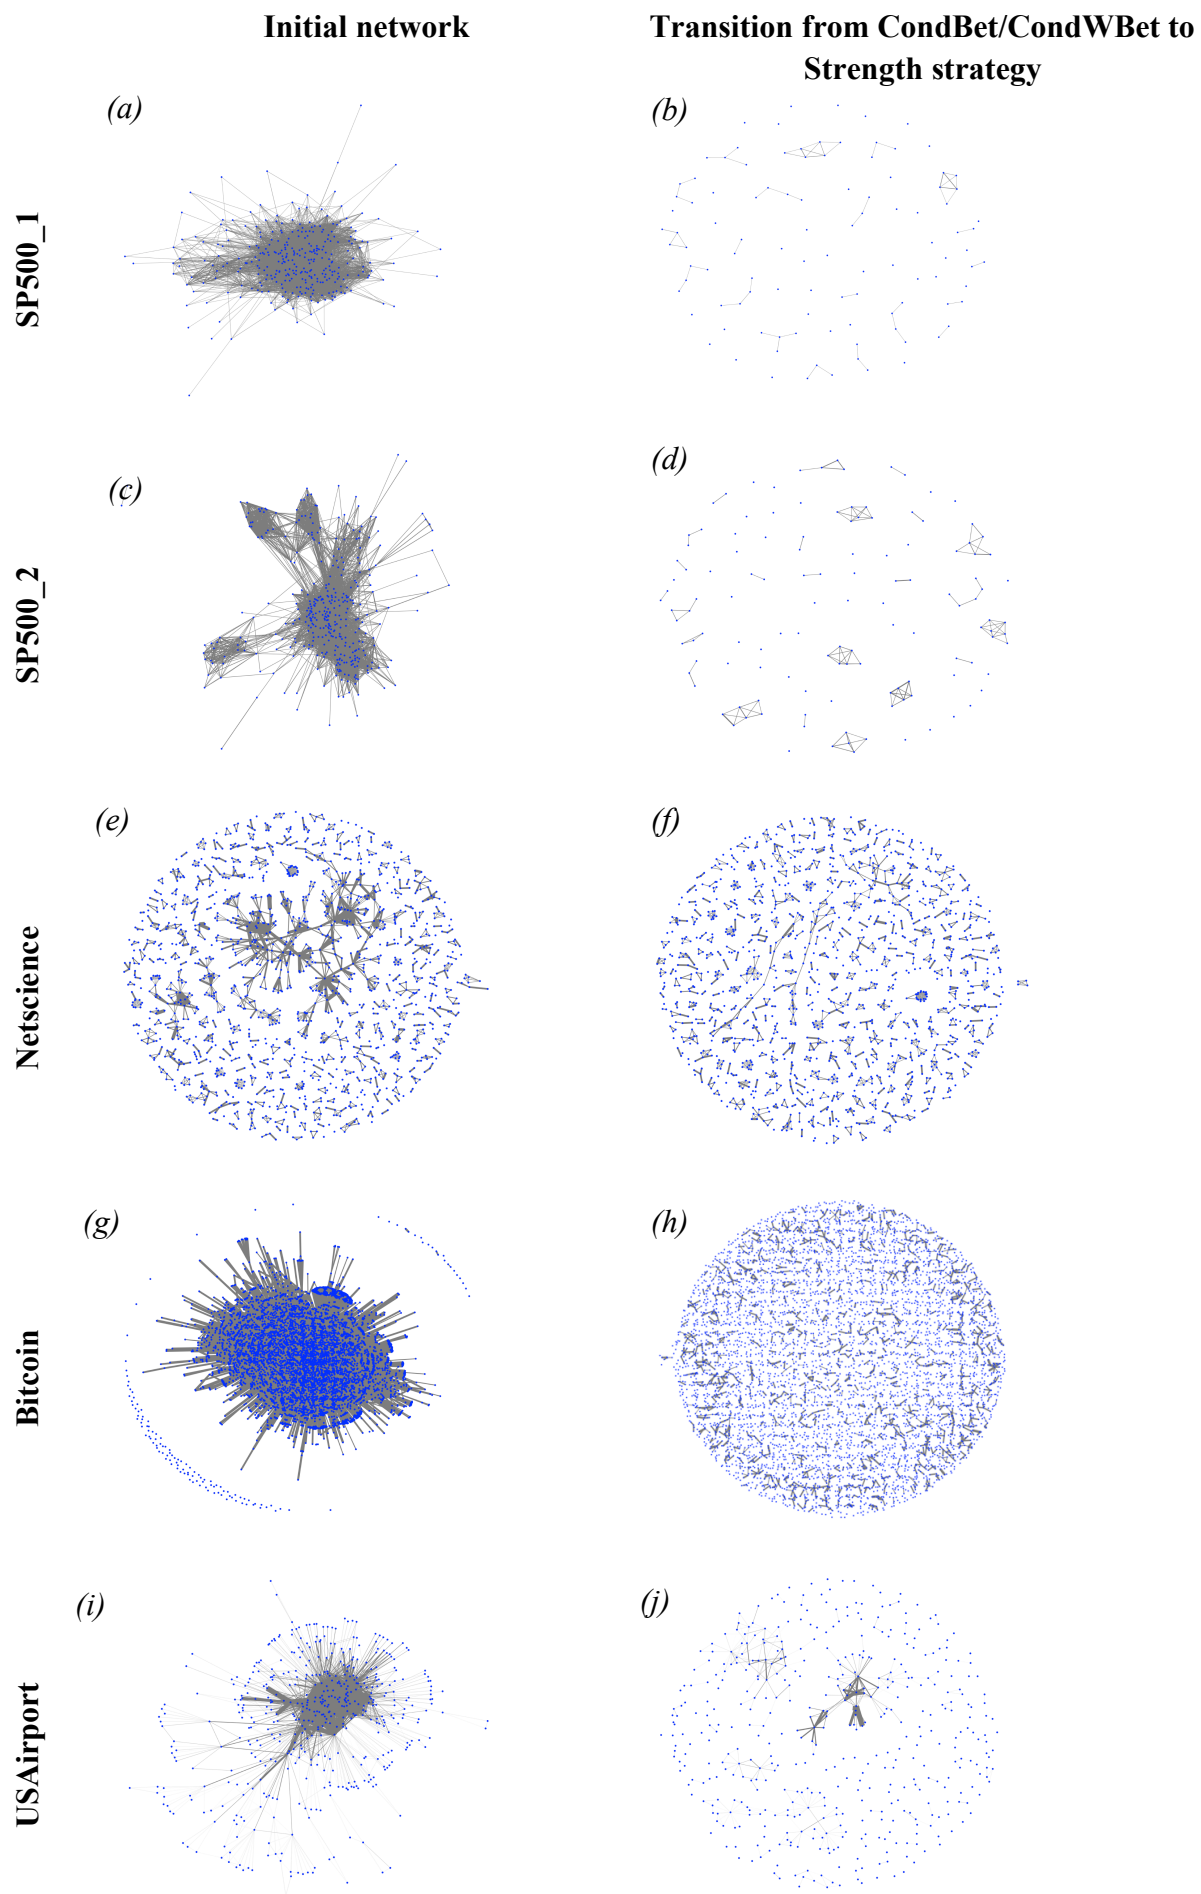 Initial network
Transition from CondBet/CondWBet to
Strength strategy
(a)
(b)
SP500_1
(c)
(d)
SP500_2
(e)
(f)
Netscience
(g)
(h)
Bitcoin
(i)
(j)
USAirport